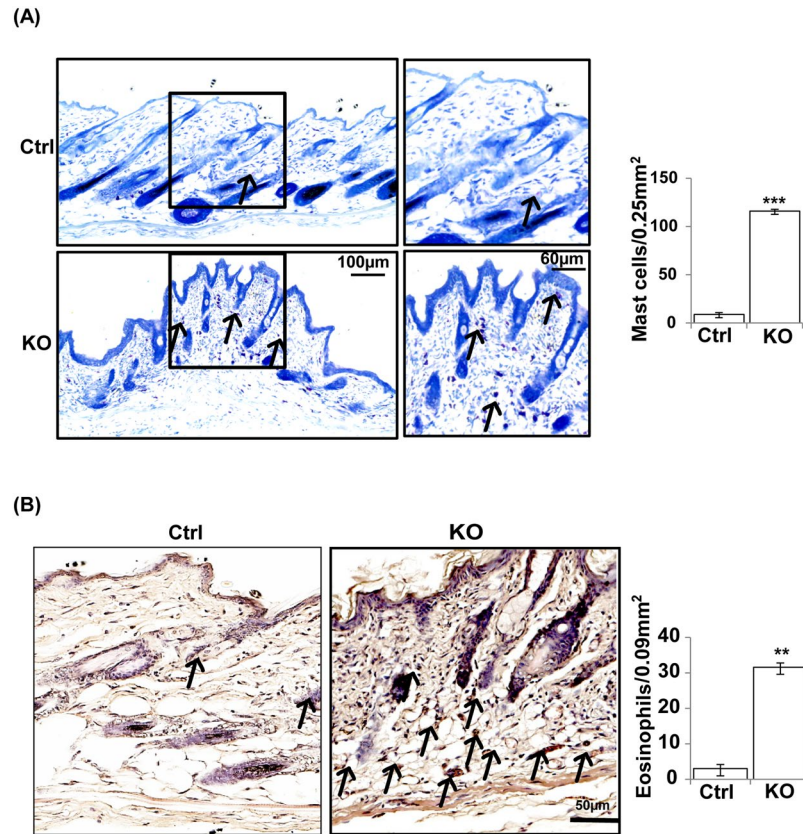 (A)
Ctrl
KO
100µm
60µm
Mast cells/0.25mm²
150
100
50
0
***
Ctrl
KO
(B)
Ctrl
KO
50µm
Eosinophils/0.09mm²
40
30
20
10
0
**
Ctrl
KO